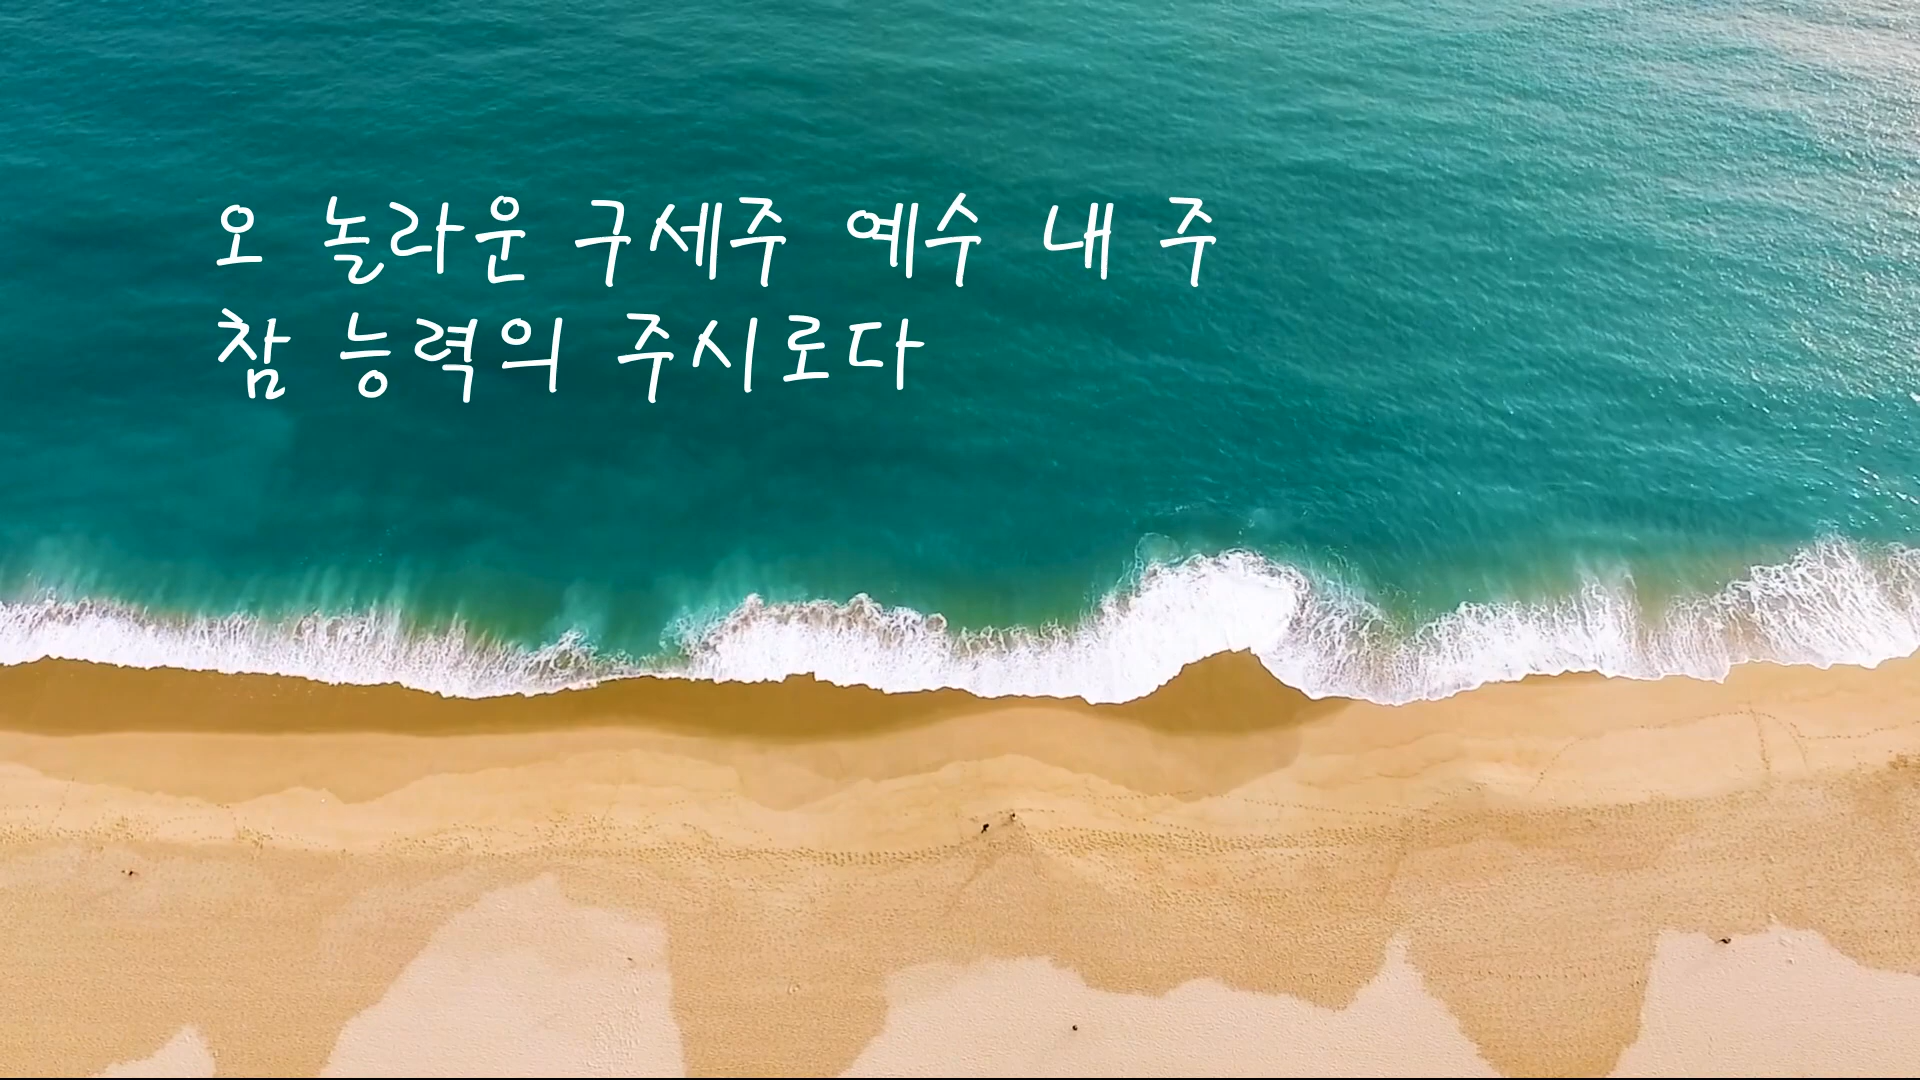 오 놀라운 구세주 예수 내 주
참 능력의 주시로다